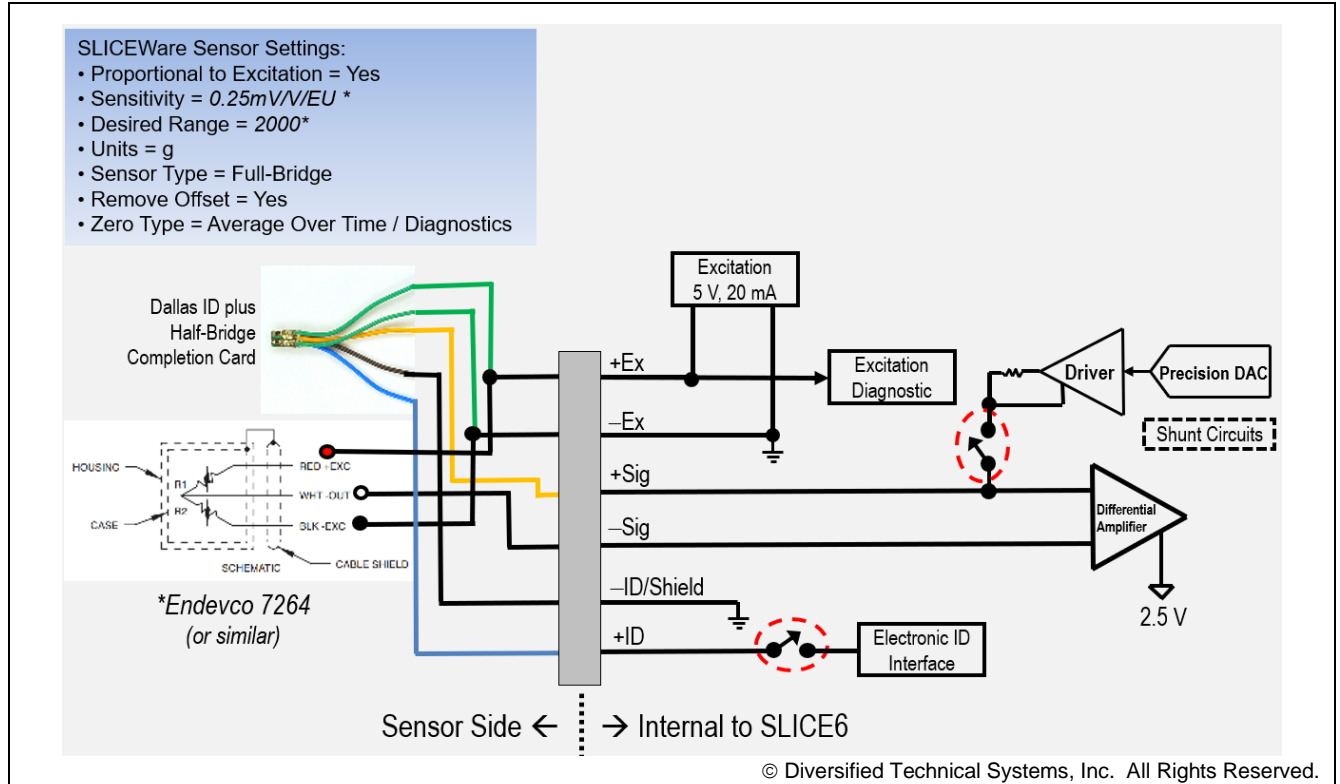 SLICEWare Sensor Settings:
• Proportional to Excitation = Yes
• Sensitivity = 0.25mV/V/EU *
• Desired Range = 2000*
• Units = g
• Sensor Type = Full-Bridge
• Remove Offset = Yes
• Zero Type = Average Over Time / Diagnostics
Dallas ID plus
Half-Bridge
Completion Card
Excitation
5 V, 20 mA
+Ex
Excitation
Diagnostic
Driver
Precision DAC
Shunt Circuits
–Ex
+Sig
–Sig
Differential
Amplifier
2.5 V
–ID/Shield
+ID
Electronic ID
Interface
HOUSING
CASE
R1
R2
RED +EXC
WHT -OUT
BLK -EXC
CABLE SHIELD
SCHEMATIC
*Endevco 7264
(or similar)
Sensor Side ←
→ Internal to SLICE6
© Diversified Technical Systems, Inc. All Rights Reserved.